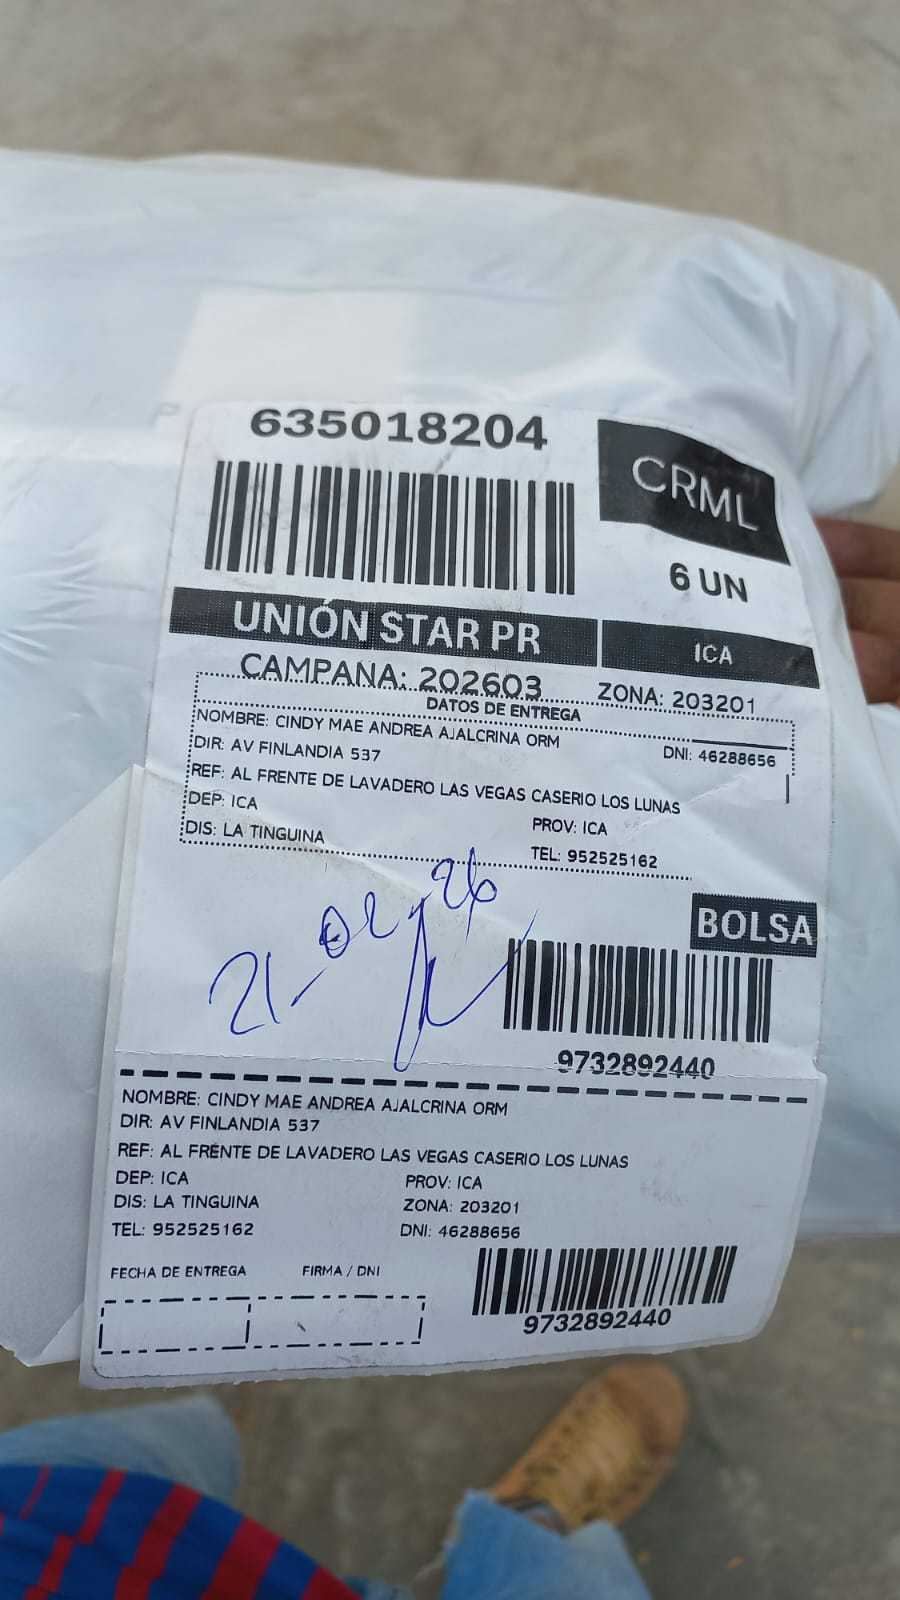 635018204
CRML
6 UN
UNIÓN STAR PR
ICA
CAMPANA: 202603
ZONA: 203201
DATOS DE ENTREGA
NOMBRE: CINDY MAE ANDREA AJALCRINA ORM
DNI: 46288656
DIR: AV FINLANDIA 537
REF: AL FRENTE DE LAVADERO LAS VEGAS CASERIO LOS LUNAS
DEP: ICA
PROV: ICA
DIS: LA TINGUINA
TEL: 952525162
21-02-26
BOLSA
9732892440
NOMBRE: CINDY MAE ANDREA AJALCRINA ORM
DIR: AV FINLANDIA 537
REF: AL FRENTE DE LAVADERO LAS VEGAS CASERIO LOS LUNAS
DEP: ICA
PROV: ICA
DIS: LA TINGUINA
ZONA: 203201
TEL: 952525162
DNI: 46288656
FECHA DE ENTREGA
FIRMA / DNI
9732892440